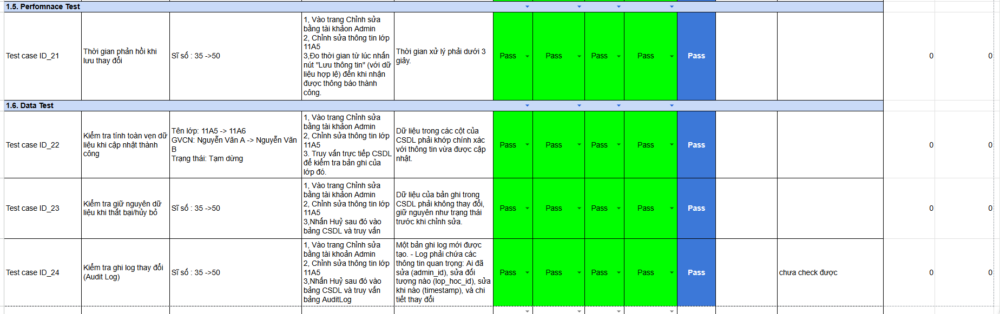 1.5. Perfomnace Test
Test case ID_21
Thời gian phản hồi khi
lưu thay đổi
Sĩ số : 35 ->50
1, Vào trang Chỉnh sửa
bằng tài khảon Admin
2, Chỉnh sửa thông tin lớp
11A5
3,Đo thời gian từ lúc nhấn
nút "Lưu thông tin" (với dữ
liệu hợp lệ) đến khi nhận
được thông báo thành
công.
Thời gian xử lý phải dưới 3
giây.
Pass
Pass
Pass
Pass
Pass
0
0
1.6. Data Test
Test case ID_22
Kiểm tra tính toàn vẹn dữ
liệu khi cập nhật thành
công
Tên lớp: 11A5 -> 11A6
GVCN: Nguyễn Văn A -> Nguyễn Văn
B
Trạng thái: Tạm dừng
1, Vào trang Chỉnh sửa
bằng tài khảon Admin
2, Chỉnh sửa thông tin lớp
11A5
3. Truy vấn trực tiếp CSDL
để kiểm tra bản ghi của
lớp đó.
Dữ liệu trong các cột của
CSDL phải khớp chính xác
với thông tin vừa được cập
nhật.
Pass
Pass
Pass
Pass
Pass
0
0
Test case ID_23
Kiểm tra giữ nguyên dữ
liệu khi thất bại/hủy bỏ
Sĩ số : 35 ->50
1, Vào trang Chỉnh sửa
bằng tài khảon Admin
2, Chỉnh sửa thông tin lớp
11A5
3,Nhấn Huỷ sau đó vào
bảng CSDL và truy vấn
Dữ liệu của bản ghi trong
CSDL phải không thay đổi,
giữ nguyên như trạng thái
trước khi chỉnh sửa.
Pass
Pass
Pass
Pass
Pass
0
0
Test case ID_24
Kiểm tra ghi log thay đổi
(Audit Log)
Sĩ số : 35 ->50
1, Vào trang Chỉnh sửa
bằng tài khoản Admin
2, Chỉnh sửa thông tin lớp
11A5
3,Nhấn Huỷ sau đó vào
bảng CSDL và truy vấn
bảng AuditLog
Một bản ghi log mới được
tạo. - Log phải chứa các
thông tin quan trọng: Ai đã
sửa (admin_id), sửa đối
tượng nào (lop_hoc_id), sửa
khi nào (timestamp), và chi
tiết thay đổi
Pass
Pass
Pass
Pass
Pass
chưa check được
0
0